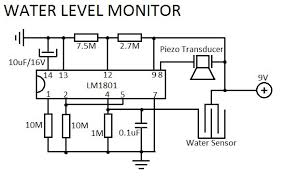 WATER LEVEL MONITOR
7.5M 2.7M
Piezo Transducer
10uF/16V
14 13 12 9 8
LM1801
9V
1 2 4 5 7
10M 10M 1M 0.1uF
Water Sensor